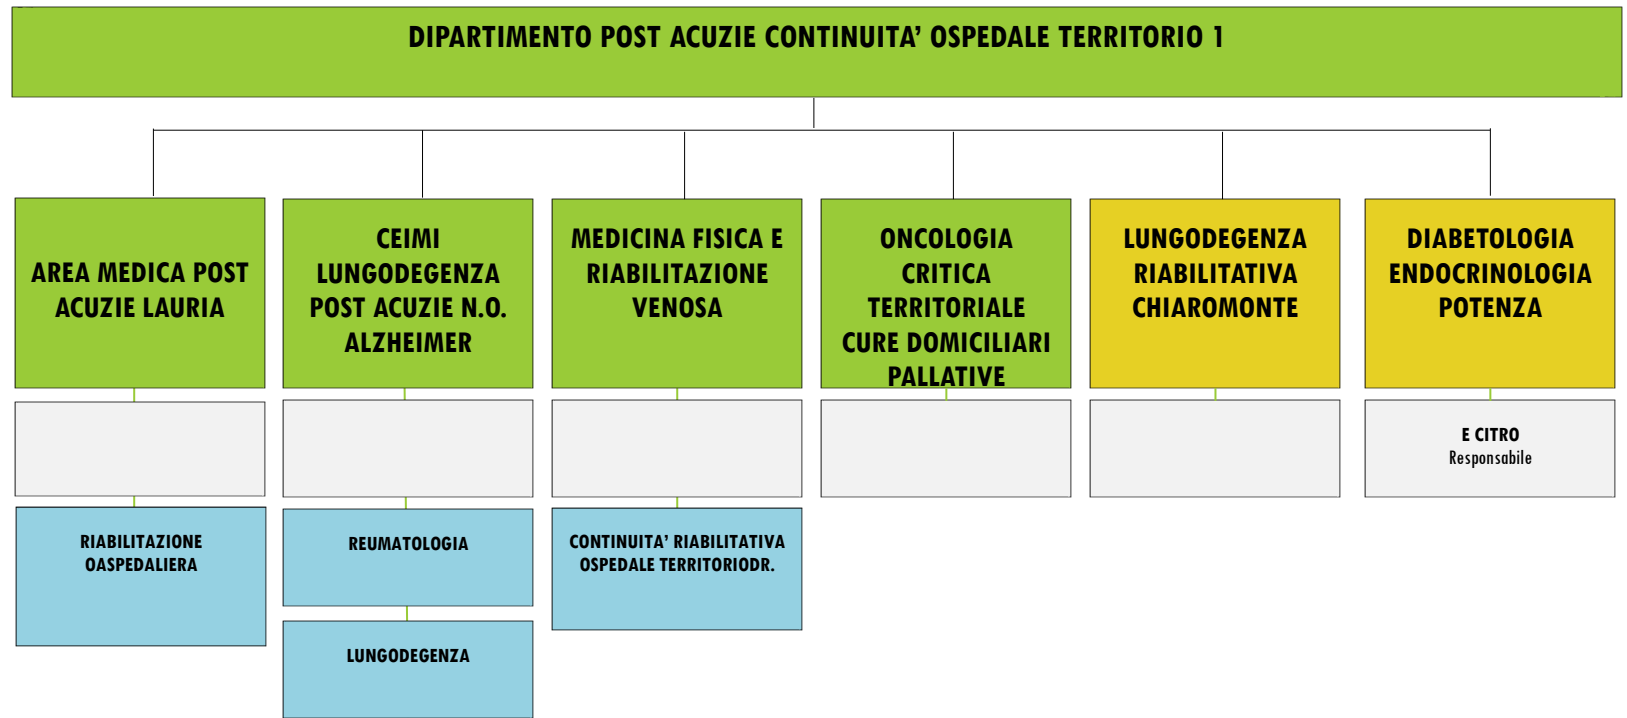 DIPARTIMENTO POST ACUZIE CONTINUITA' OSPEDALE TERRITORIO 1
AREA MEDICA POST
ACUZIE LAURIA
CEIMI
LUNGODEGENZA
POST ACUZIE N.O.
ALZHEIMER
MEDICINA FISICA E
RIABILITAZIONE
VENOSA
ONCOLOGIA
CRITICA
TERRITORIALE
CURE DOMICILIARI
PALLATIVE
LUNGODEGENZA
RIABILITATIVA
CHIAROMONTE
DIABETOLOGIA
ENDOCRINOLOGIA
POTENZA
E CITRO
Responsabile
RIABILITAZIONE
OASPEDALIERA
REUMATOLOGIA
CONTINUITA' RIABILITATIVA
OSPEDALE TERRITORIODR.
LUNGODEGENZA